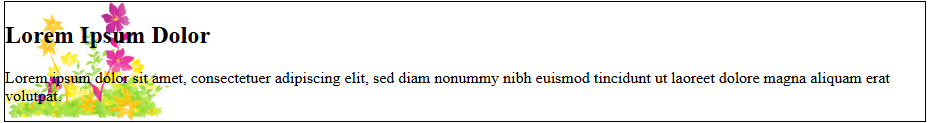 Lorem Ipsum Dolor
Lorem ipsum dolor sit amet, consectetuer adipiscing elit, sed diam nonummy nibh euismod tincidunt ut laoreet dolore magna aliquam erat
volutpat.